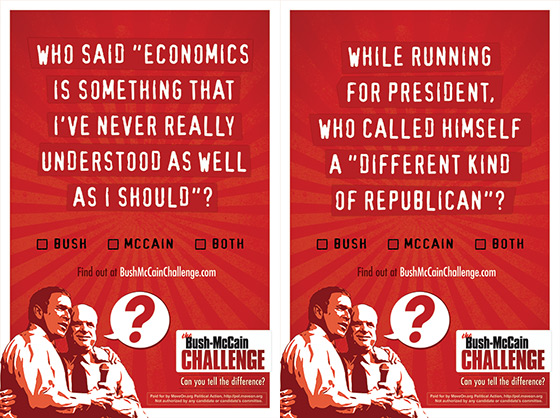 WHO SAID "ECONOMICS
IS SOMETHING THAT
I'VE NEVER REALLY
UNDERSTOOD AS WELL
AS I SHOULD"?
BUSH MCCAIN BOTH
Find out at BushMcCainChallenge.com
?
the
Bush-McCain
CHALLENGE
Can you tell the difference?
Paid for by MoveOn.org Political Action, http://pol.moveon.org
Not authorized by any candidate or candidate's committee.
WHILE RUNNING
FOR PRESIDENT,
WHO CALLED HIMSELF
A "DIFFERENT KIND
OF REPUBLICAN"?
BUSH MCCAIN BOTH
Find out at BushMcCainChallenge.com
?
the
Bush-McCain
CHALLENGE
Can you tell the difference?
Paid for by MoveOn.org Political Action, http://pol.moveon.org
Not authorized by any candidate or candidate's committee.